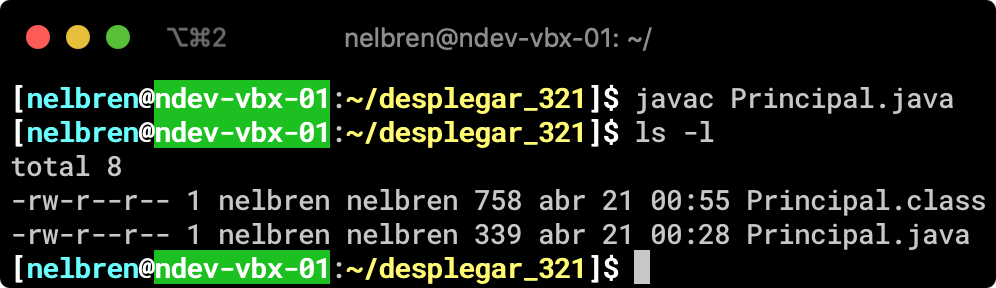 ⌥⌘2 nelbren@ndev-vbx-01: ~/
[nelbren@ndev-vbx-01:~/desplegar_321]$ javac Principal.java
[nelbren@ndev-vbx-01:~/desplegar_321]$ ls -l
total 8
-rw-r--r-- 1 nelbren nelbren 758 abr 21 00:55 Principal.class
-rw-r--r-- 1 nelbren nelbren 339 abr 21 00:28 Principal.java
[nelbren@ndev-vbx-01:~/desplegar_321]$